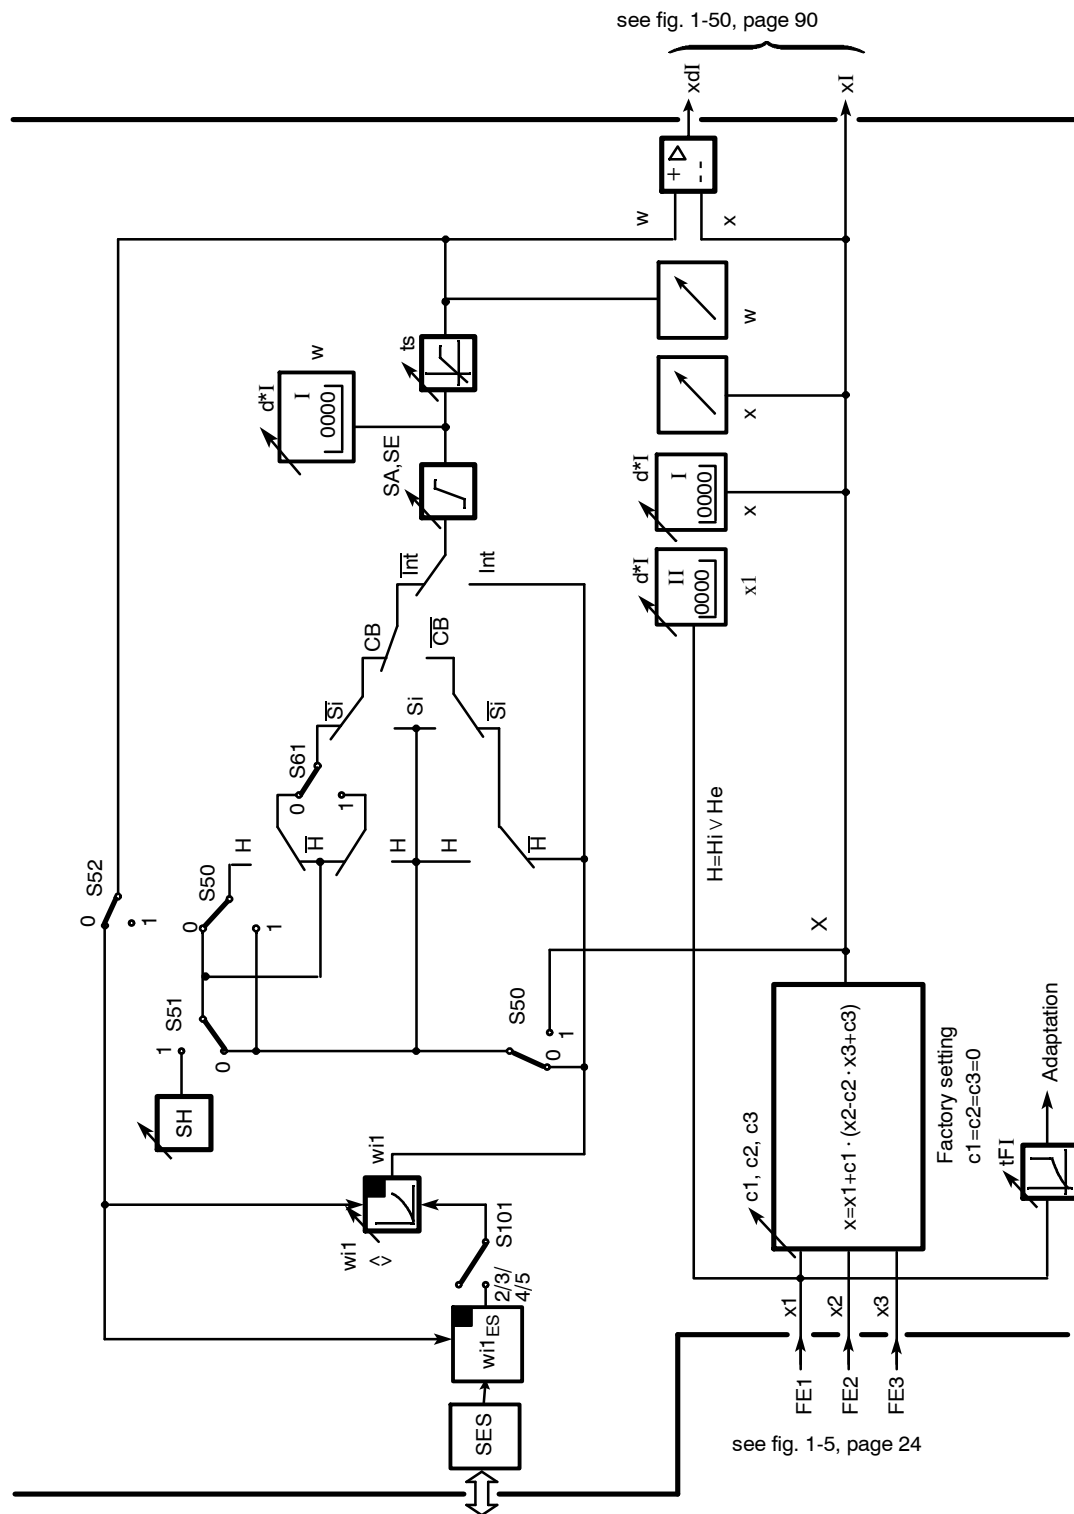 see fig. 1-50, page 90
xdI
xI
+
--
w
x
S52
0
1
w
d*I
I
0000
ts
SA,SE
w
x
d*I
I
0000
x
d*I
II
0000
x1
Int
Int
CB
CB
Si
Si
Si
S61
0
1
H
H
H
H
H
S50
0
1
S51
1
0
SH
S50
1
0
H=Hi ∨ He
X
wi1
wi1
<>
S101
2/3/
4/5
wi1ES
SES
c1, c2, c3
x=x1+c1 · (x2-c2 · x3+c3)
Factory setting
c1=c2=c3=0
tFI
Adaptation
x1
x2
x3
FE1
FE2
FE3
see fig. 1-5, page 24